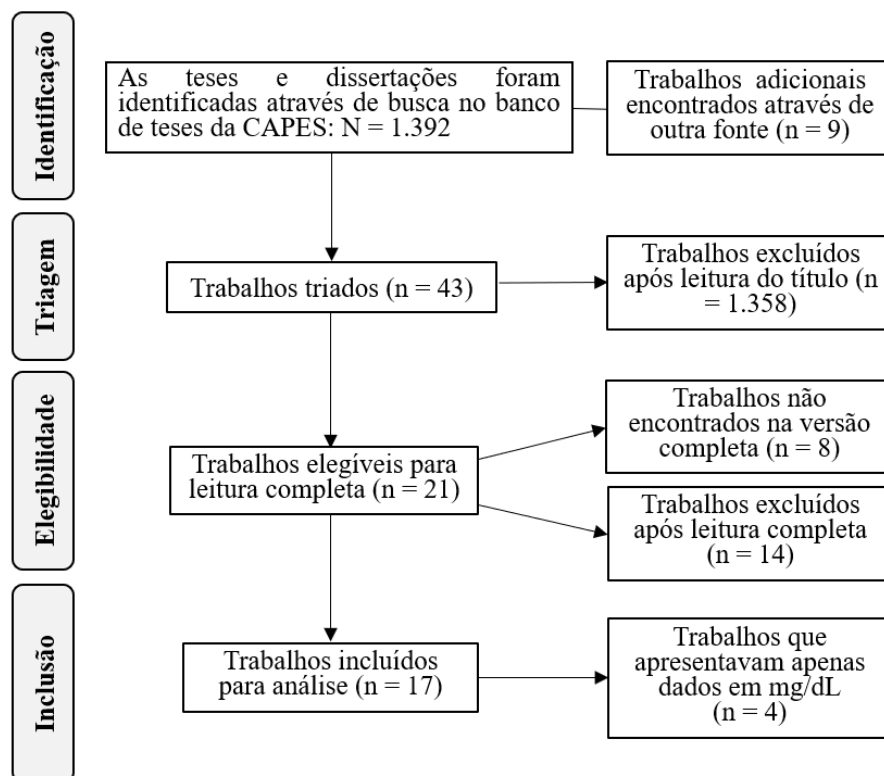 Identificação
As teses e dissertações foram
identificadas através de busca no banco
de teses da CAPES: N = 1.392
Trabalhos adicionais
encontrados através de
outra fonte (n = 9)
Triagem
Trabalhos triados (n = 43)
Trabalhos excluídos
após leitura do título (n
= 1.358)
Elegibilidade
Trabalhos elegíveis para
leitura completa (n = 21)
Trabalhos não
encontrados na versão
completa (n = 8)
Trabalhos excluídos
após leitura completa
(n = 14)
Inclusão
Trabalhos incluídos
para análise (n = 17)
Trabalhos que
apresentavam apenas
dados em mg/dL
(n = 4)